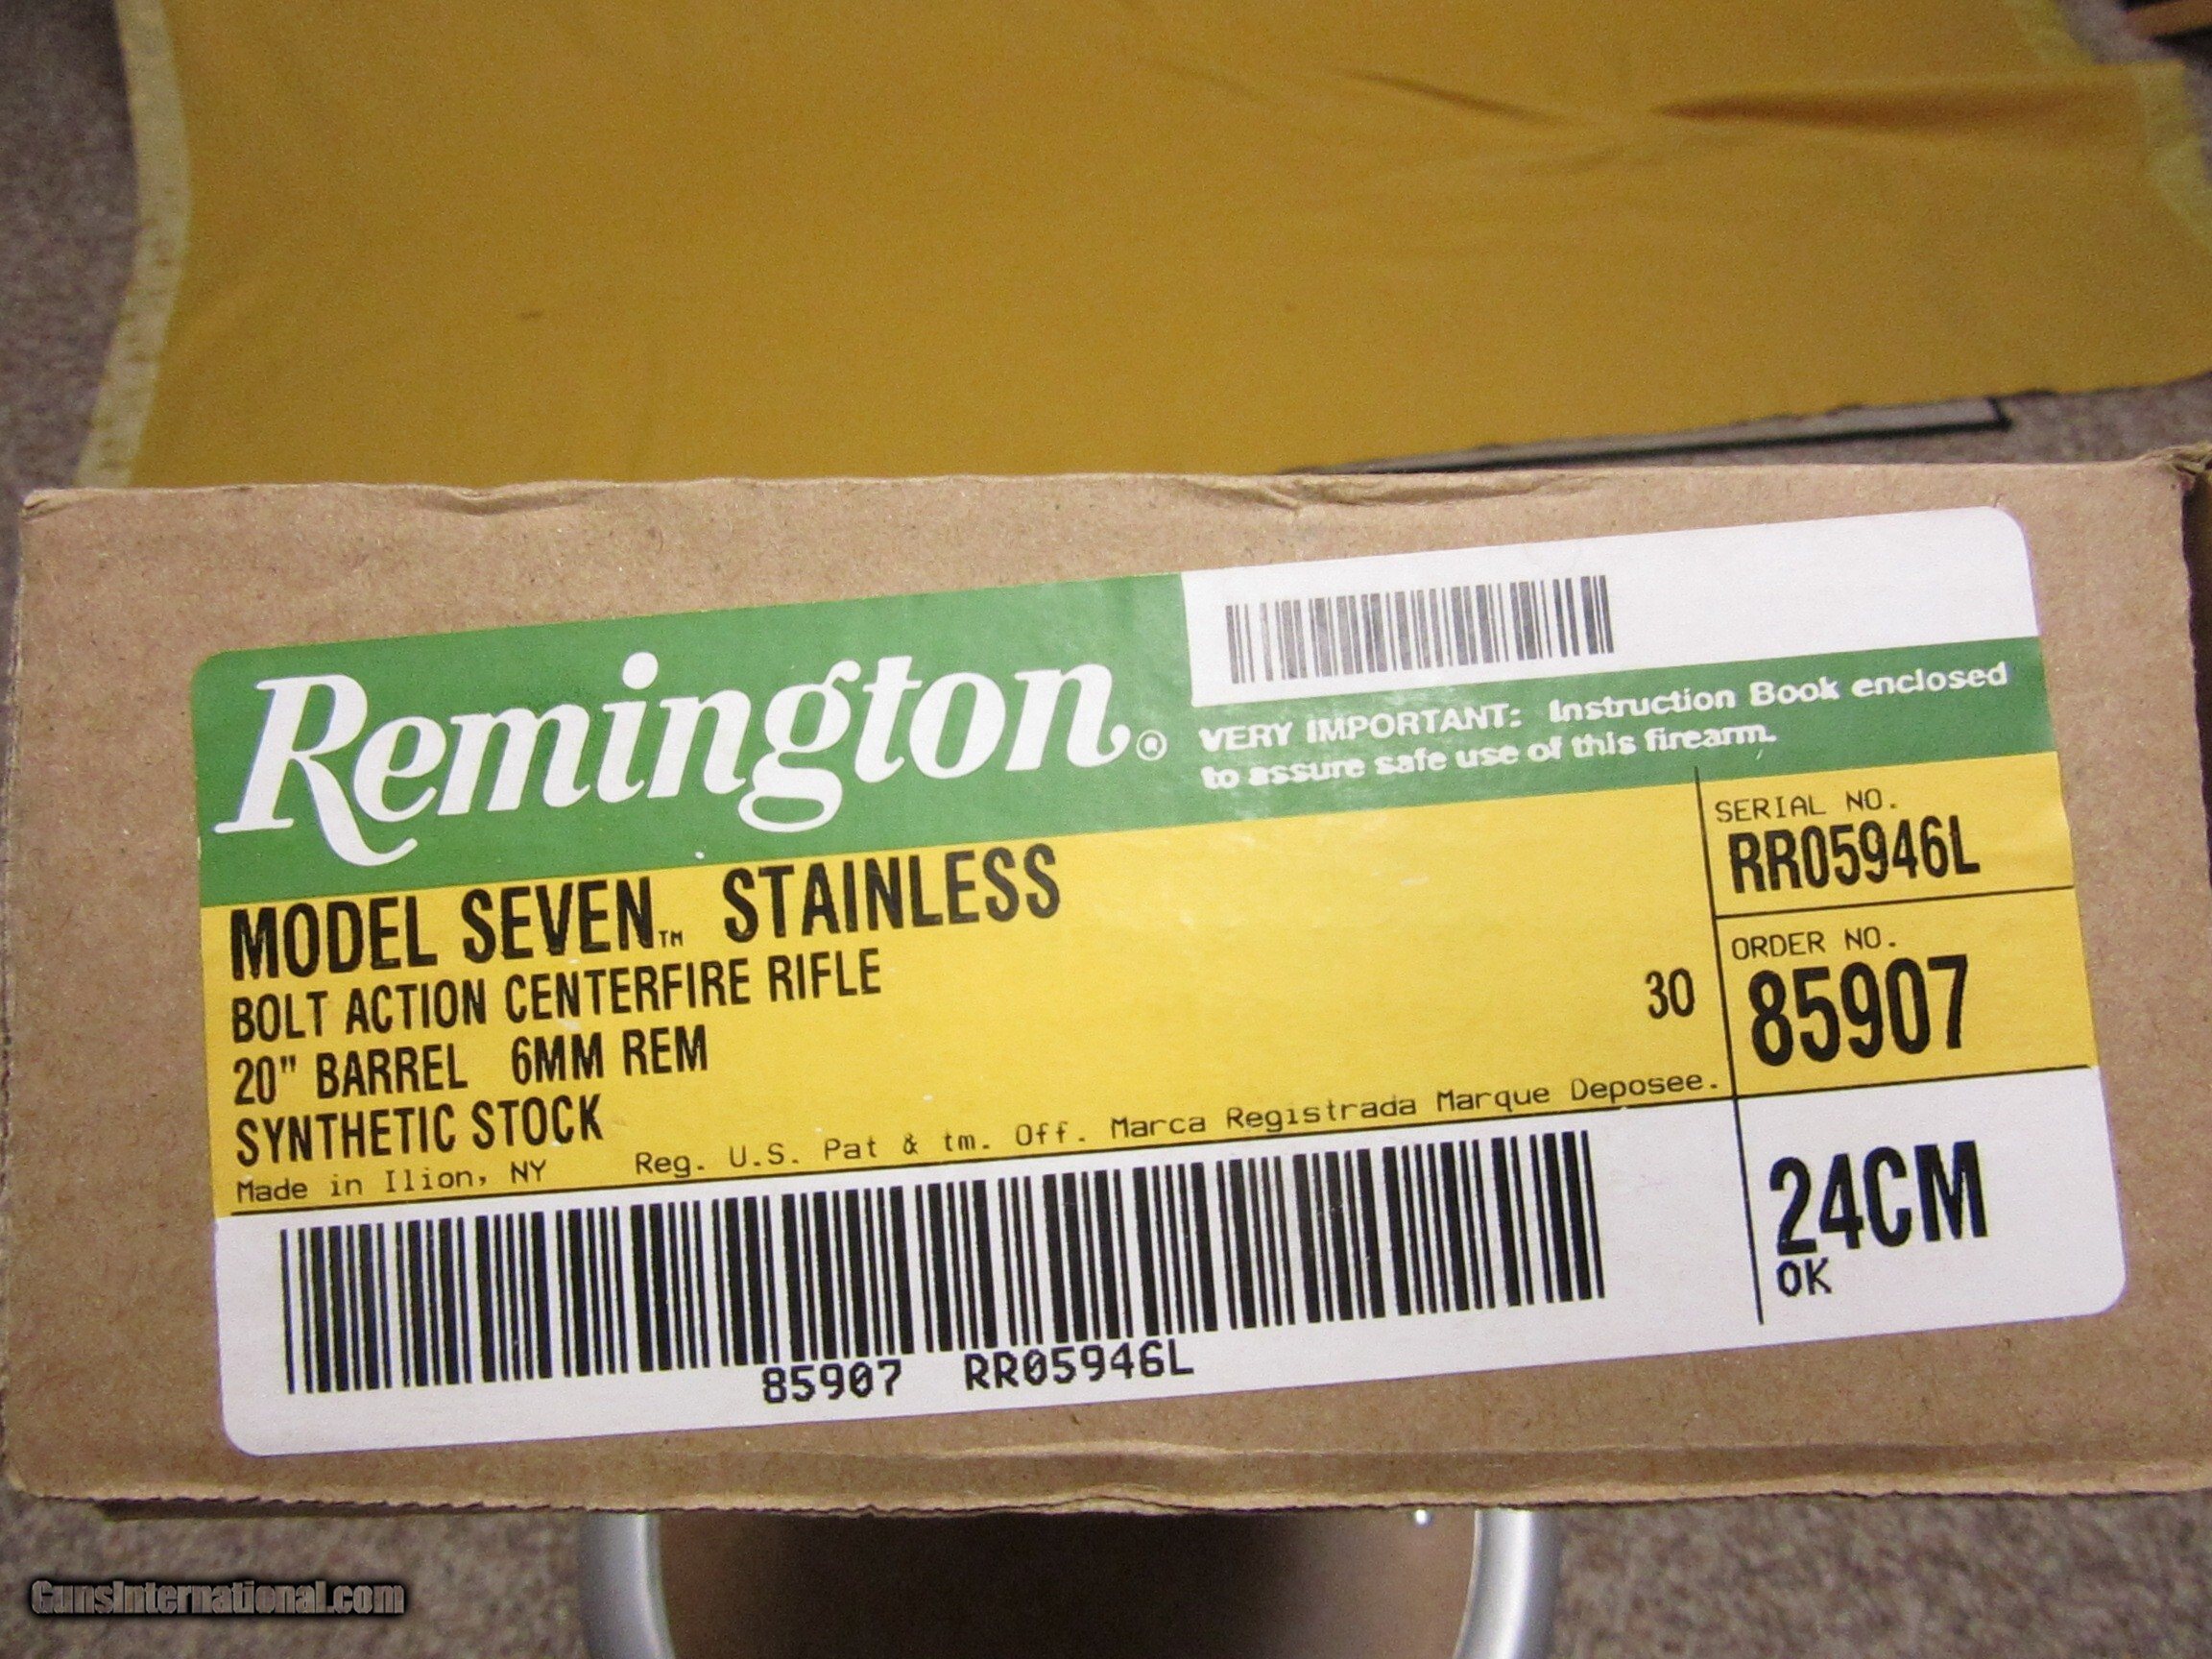 Remington®
VERY IMPORTANT: Instruction Book enclosed
to assure safe use of this firearm.
MODEL SEVEN™ STAINLESS
BOLT ACTION CENTERFIRE RIFLE
20" BARREL 6MM REM
SYNTHETIC STOCK
30
Made in Ilion, NY Reg. U.S. Pat & tm. Off. Marca Registrada Marque Deposee.
SERIAL NO.
RR05946L
ORDER NO.
85907
24CM
OK
85907 RR05946L
GunsInternational.com